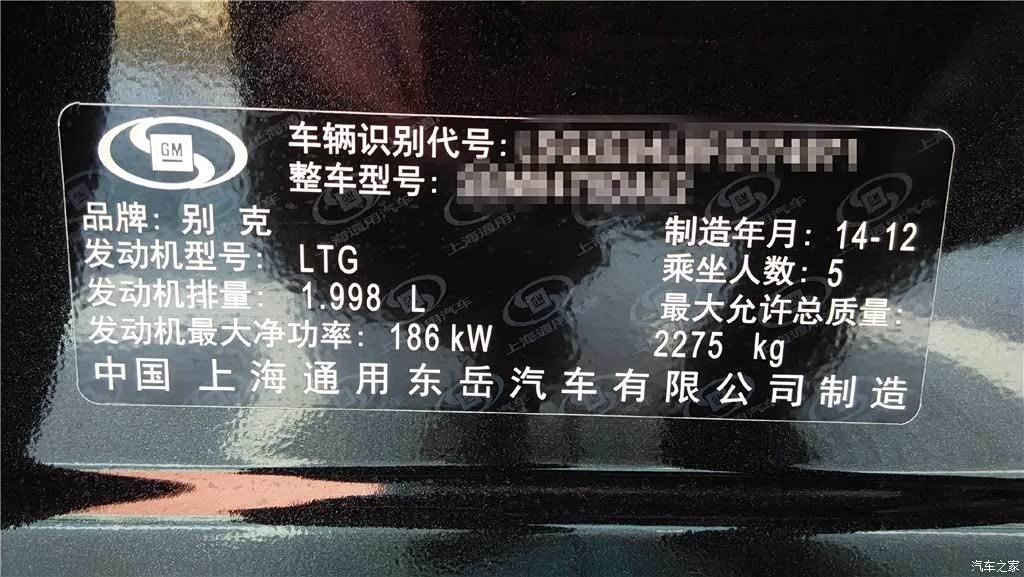 GM
车辆识别代号:
整车型号:
品牌: 别 克
制造年月: 14-12
发动机型号: LTG
乘坐人数: 5
发动机排量: 1.998 L
最大允许总质量:
发动机最大净功率: 186 kW
2275 kg
中国 上海通用东岳汽车有限公司制造
汽车之家